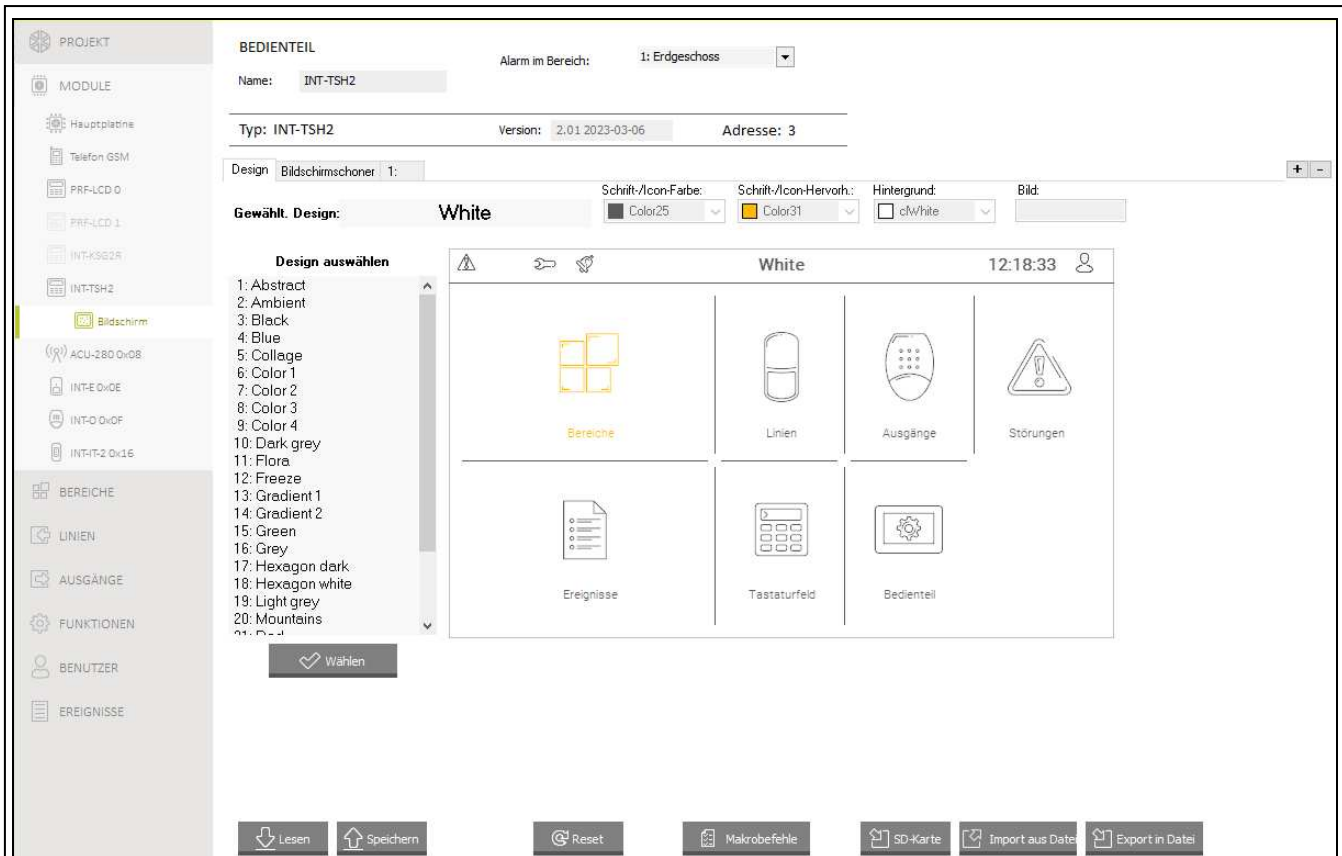 PROJEKT
MODULE
Hauptplatine
Telefon GSM
PRF-LCD 0
PRF-LCD 1
INT-KSG2R
INT-TSH2
Bildschirm
ACU-280 0x08
INT-E 0x0E
INT-O 0x0F
INT-IT-2 0x16
BEREICHE
LINIEN
AUSGÄNGE
FUNKTIONEN
BENUTZER
EREIGNISSE
BEDIENTEIL
Alarm im Bereich: 1: Erdgeschoss
Name: INT-TSH2
Typ: INT-TSH2 Version: 2.01 2023-03-06 Adresse: 3
Design Bildschirmschoner 1: + -
Schrift-/Icon-Farbe: Schrift-/Icon-Hervorh.: Hintergrund: Bild:
Gewählt. Design: White Color25 Color31 clWhite
Design auswählen
1: Abstract
2: Ambient
3: Black
4: Blue
5: Collage
6: Color 1
7: Color 2
8: Color 3
9: Color 4
10: Dark grey
11: Flora
12: Freeze
13: Gradient 1
14: Gradient 2
15: Green
16: Grey
17: Hexagon dark
18: Hexagon white
19: Light grey
20: Mountains
Wählen
White 12:18:33
Bereiche Linien Ausgänge Störungen
Ereignisse Tastaturfeld Bedienteil
Lesen Speichern Reset Makrobefehle SD-Karte Import aus Datei Export in Datei